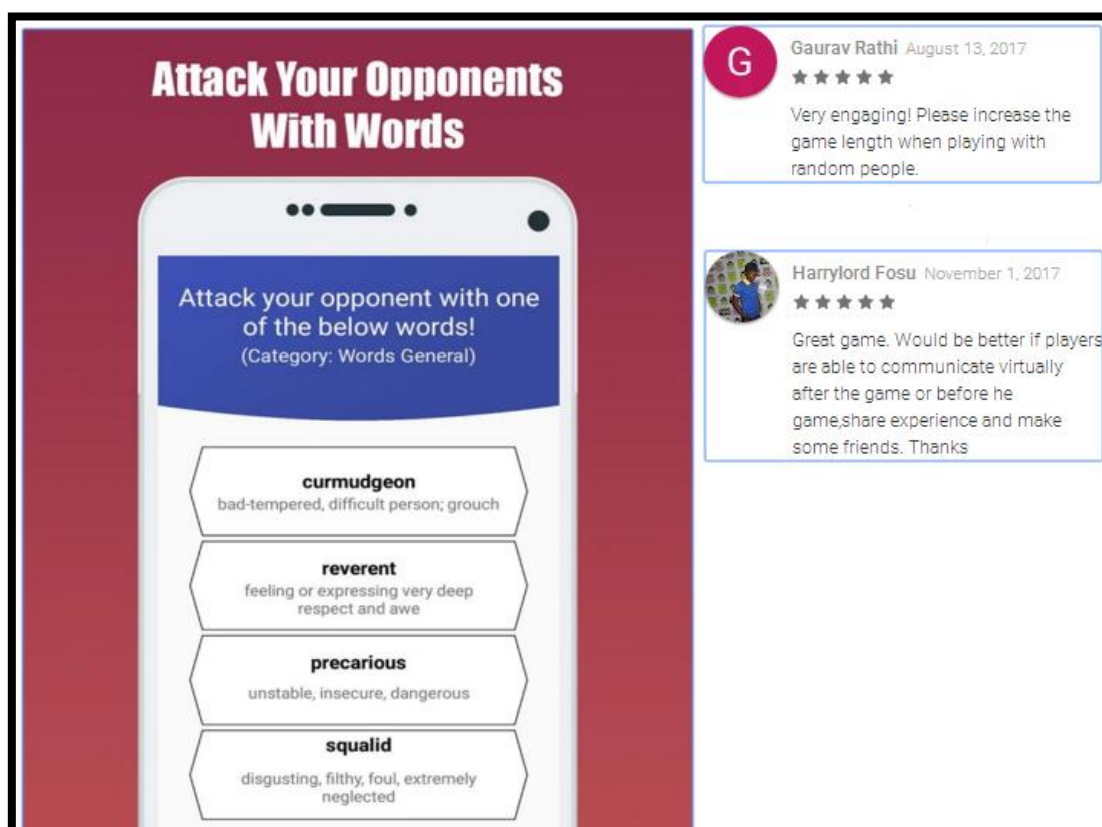 Attack Your Opponents
With Words
Attack your opponent with one
of the below words!
(Category: Words General)
curmudgeon
bad-tempered, difficult person; grouch
reverent
feeling or expressing very deep
respect and awe
precarious
unstable, insecure, dangerous
squalid
disgusting, filthy, foul, extremely
neglected
G
Gaurav Rathi August 13, 2017
Very engaging! Please increase the
game length when playing with
random people.
Harrylord Fosu November 1, 2017
Great game. Would be better if players
are able to communicate virtually
after the game or before he
game,share experience and make
some friends. Thanks